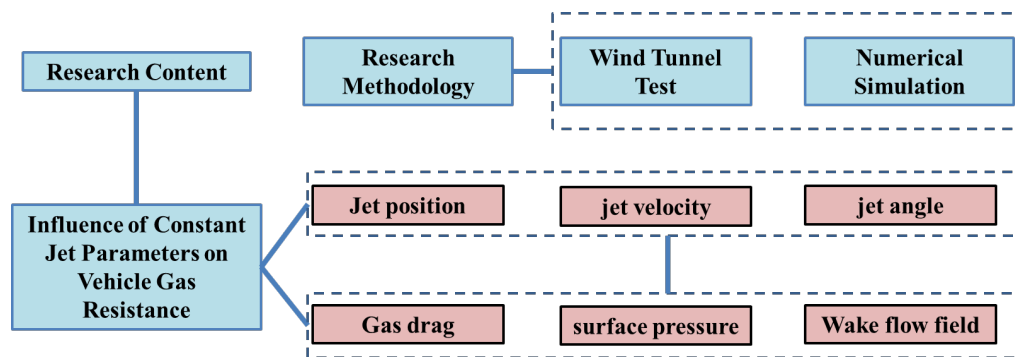 Research Content
Research
Methodology
Wind Tunnel
Test
Numerical
Simulation
Influence of Constant
Jet Parameters on
Vehicle Gas
Resistance
Jet position
jet velocity
jet angle
Gas drag
surface pressure
Wake flow field